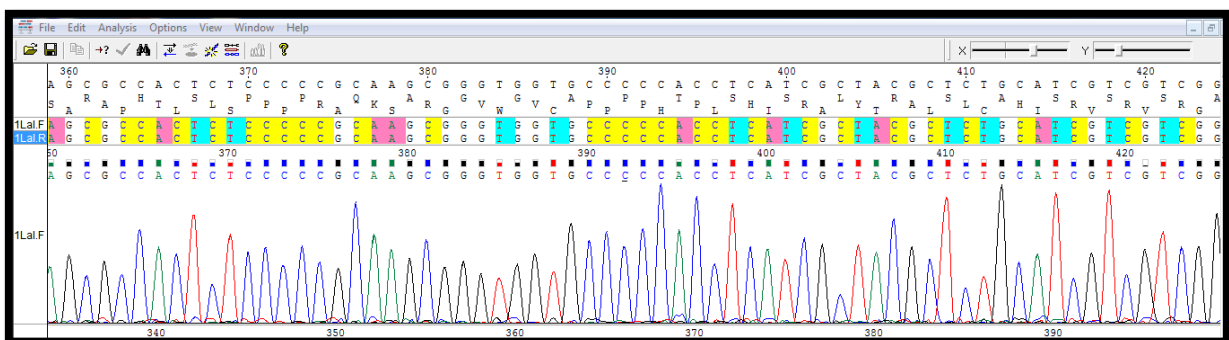 File Edit Analysis Options View Window Help
X Y
360 370 380 390 400 410 420
A G C G C C A C T C T C C C C C G C A A G C G G G T G G T G C C C C C A C C T C A T C G C T A C G C T C T G C A T C G T C G T C G G
S A R A P H T L S L S P P P P R A Q K S A R G G V W G V C A P P P P H T P L S H I S R A L Y T R A L S L C A H I S R V S R V S R G
1Lal.F A G C G C C A C T C T C C C C C G C A A G C G G G T G G T G C C C C C A C C T C A T C G C T A C G C T C T G C A T C G T C G T C G G
1Lal.R A G C G C C A C T C T C C C C C G C A A G C G G G T G G T G C C C C C A C C T C A T C G C T A C G C T C T G C A T C G T C G T C G G
60 370 380 390 400 410 420
A G C G C C A C T C T C C C C C G C A A G C G G G T G G T G C C C C C A C C T C A T C G C T A C G C T C T G C A T C G T C G T C G G
1Lal.F
340 350 360 370 380 390